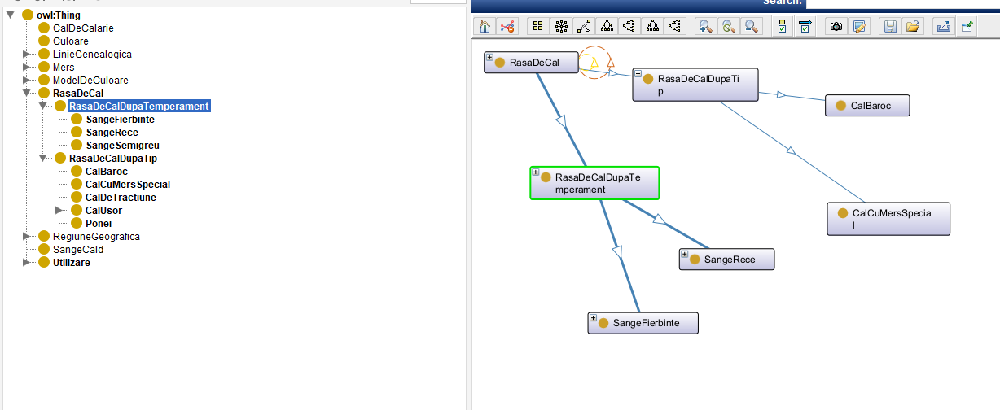 Search:
owl:Thing
CalDeCalarie
Culoare
LinieGenealogica
Mers
ModelDeCuloare
RasaDeCal
RasaDeCalDupaTemperament
SangeFierbinte
SangeRece
SangeSemigreu
RasaDeCalDupaTip
CalBaroc
CalCuMersSpecial
CalDeTractiune
CalUsor
Ponei
RegiuneGeografica
SangeCald
Utilizare
RasaDeCal
RasaDeCalDupaTi
p
CalBaroc
RasaDeCalDupaTe
mperament
CalCuMersSpecia
l
SangeRece
SangeFierbinte